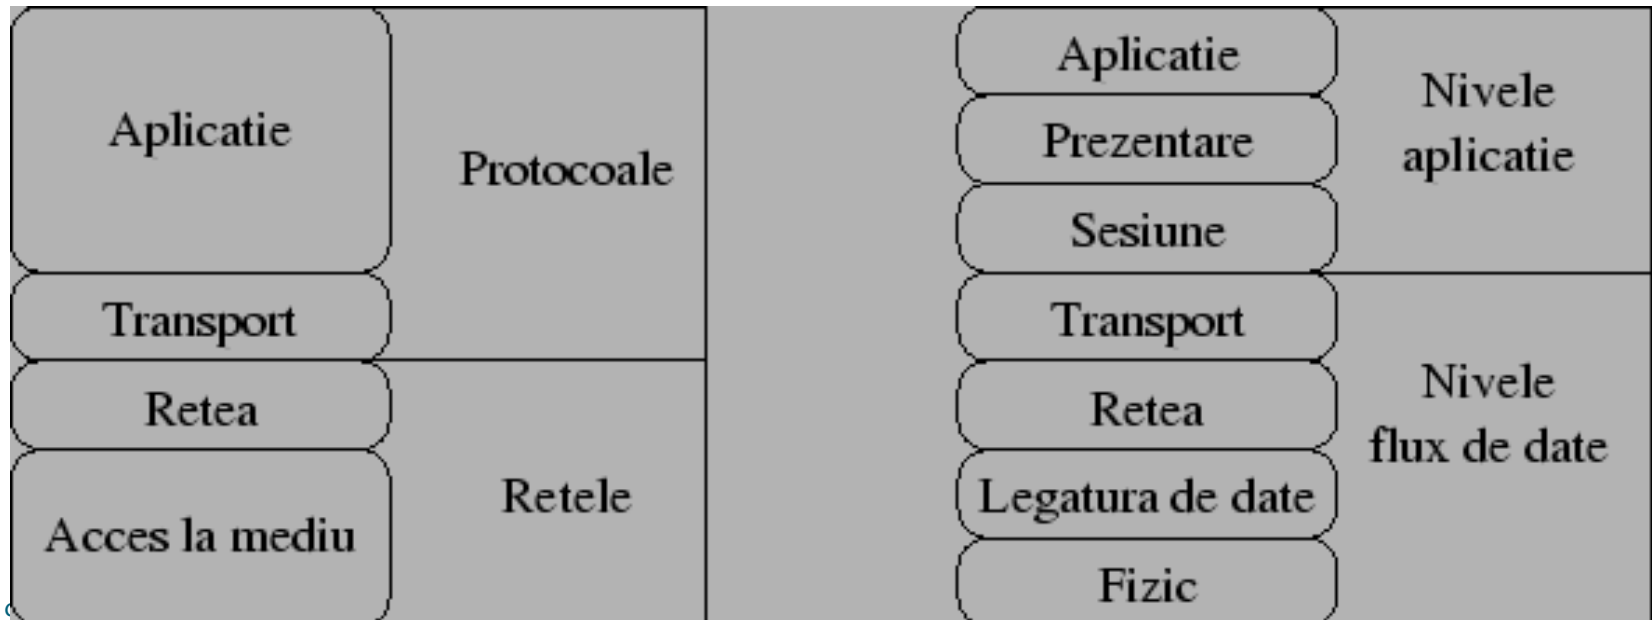 Aplicatie
Transport
Retea
Acces la mediu
Protocoale
Retele
Aplicatie
Prezentare
Sesiune
Transport
Retea
Legatura de date
Fizic
Nivele
aplicatie
Nivele
flux de date